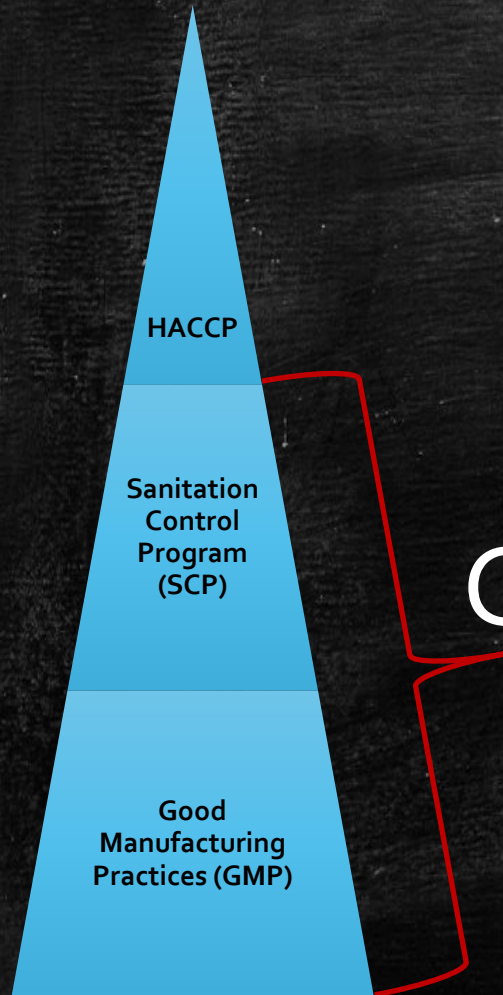 HACCP
Sanitation
Control
Program
(SCP)
Good
Manufacturing
Practices (GMP)